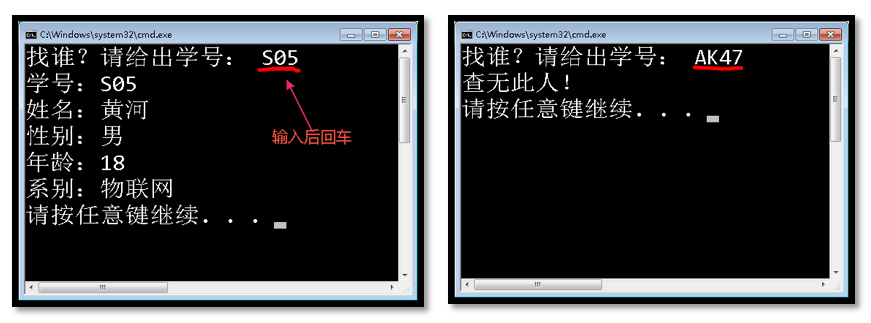 C:\Windows\system32\cmd.exe
找谁？请给出学号： S05
学号：S05
姓名：黄河
性别：男
年龄：18
系别：物联网
请按任意键继续. . .
输入后回车
C:\Windows\system32\cmd.exe
找谁？请给出学号： AK47
查无此人！
请按任意键继续. . .